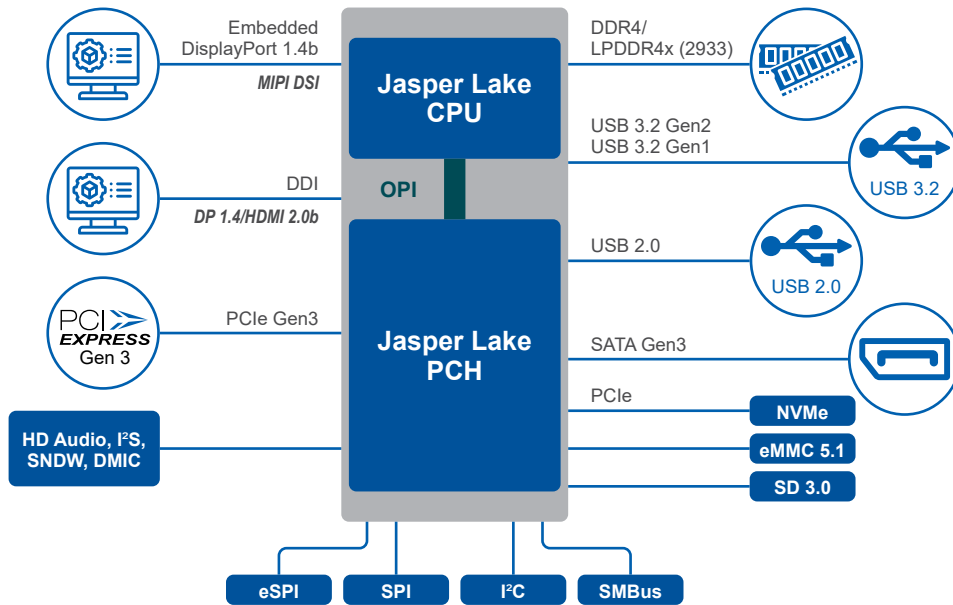 Embedded
DisplayPort 1.4b
MIPI DSI
DDI
DP 1.4/HDMI 2.0b
PCI
EXPRESS
Gen 3
PCIe Gen3
HD Audio, I²S,
SNDW, DMIC
Jasper Lake
CPU
OPI
Jasper Lake
PCH
DDR4/
LPDDR4x (2933)
USB 3.2 Gen2
USB 3.2 Gen1
USB 3.2
USB 2.0
USB 2.0
SATA Gen3
PCIe
NVMe
eMMC 5.1
SD 3.0
eSPI
SPI
I²C
SMBus